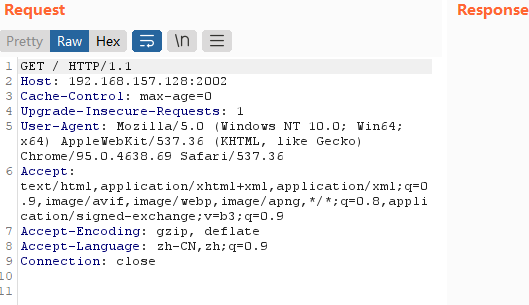 Request
Response
Pretty Raw Hex \n
1 GET / HTTP/1.1
2 Host: 192.168.157.128:2002
3 Cache-Control: max-age=0
4 Upgrade-Insecure-Requests: 1
5 User-Agent: Mozilla/5.0 (Windows NT 10.0; Win64;
x64) AppleWebKit/537.36 (KHTML, like Gecko)
Chrome/95.0.4638.69 Safari/537.36
6 Accept:
text/html,application/xhtml+xml,application/xml;q=0
.9,image/avif,image/webp,image/apng,*/*;q=0.8,appli
cation/signed-exchange;v=b3;q=0.9
7 Accept-Encoding: gzip, deflate
8 Accept-Language: zh-CN,zh;q=0.9
9 Connection: close
10
11